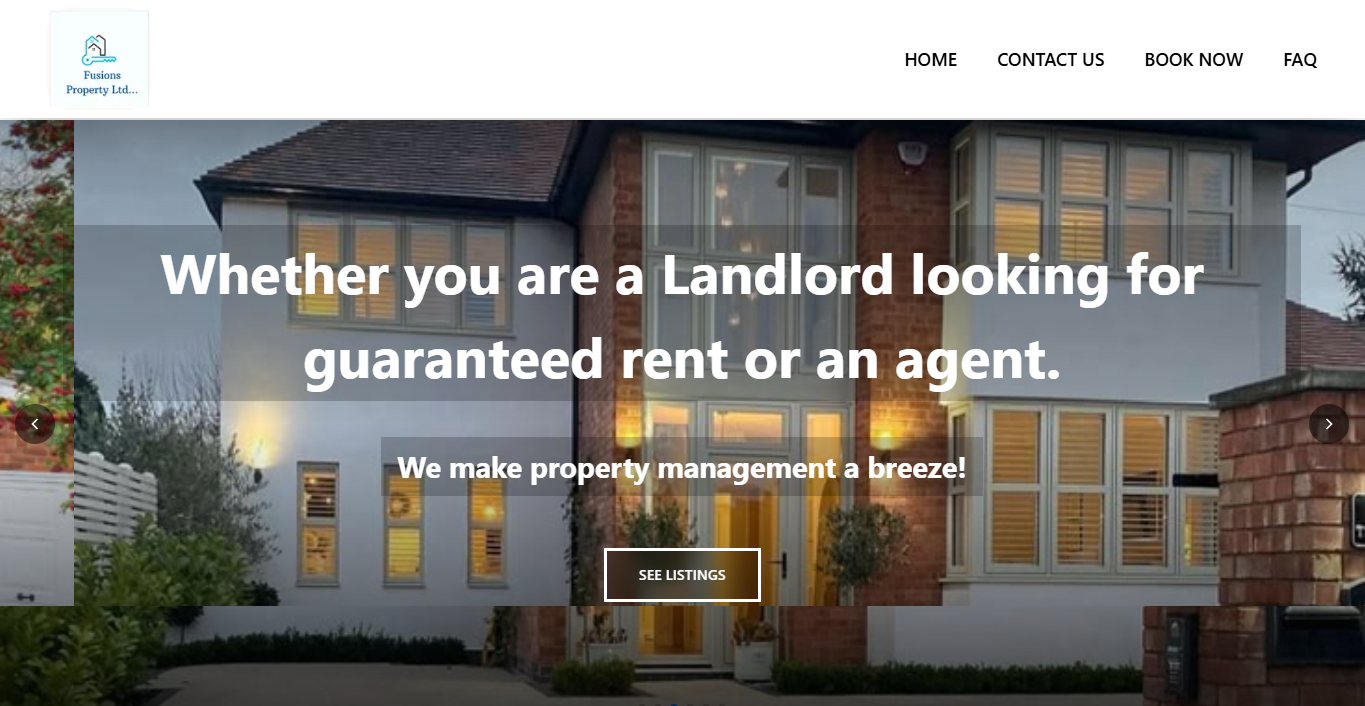 Fusions
Property Ltd...
HOME CONTACT US BOOK NOW FAQ
Whether you are a Landlord looking for
guaranteed rent or an agent.
We make property management a breeze!
SEE LISTINGS